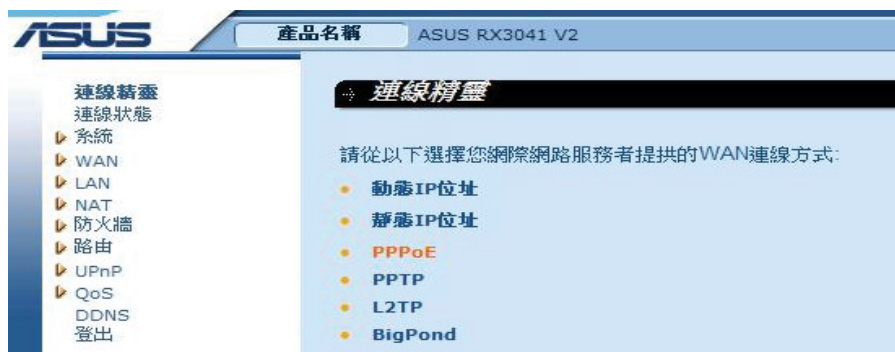 ASUS
產品名稱 ASUS RX3041 V2
連線精靈
連線狀態
系統
WAN
LAN
NAT
防火牆
路由
UPnP
QoS
DDNS
登出
連線精靈
請從以下選擇您網際網路服務者提拱的WAN連線方式:
動態IP位址
靜態IP位址
PPPoE
PPTP
L2TP
BigPond